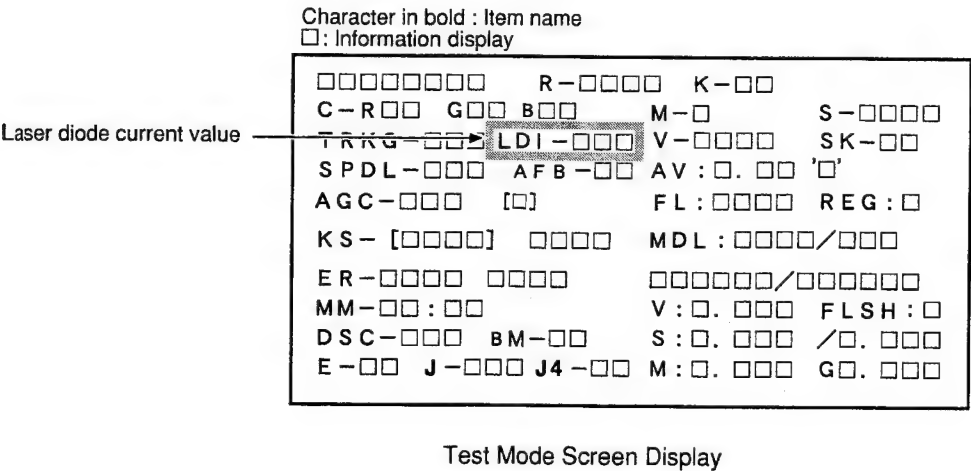 Character in bold : Item name
□: Information display
□□□□□□□□ R-□□□□ K-□□
C-R□□ G□□ B□□ M-□ S-□□□□
Laser diode current value
TRKG-□□□ LDI-□□□ V-□□□□ SK-□□
SPDL-□□□ AFB-□□ AV:□. □□ '□'
AGC-□□□ [□] FL:□□□□ REG:□
KS- [□□□□] □□□□ MDL:□□□□/□□□
ER-□□□□ □□□□ □□□□□□/□□□□□□
MM-□□:□□ V:□. □□□ FLSH:□
DSC-□□□ BM-□□ S:□. □□□ /□. □□□
E-□□ J-□□□ J4-□□ M:□. □□□ G□. □□□
Test Mode Screen Display